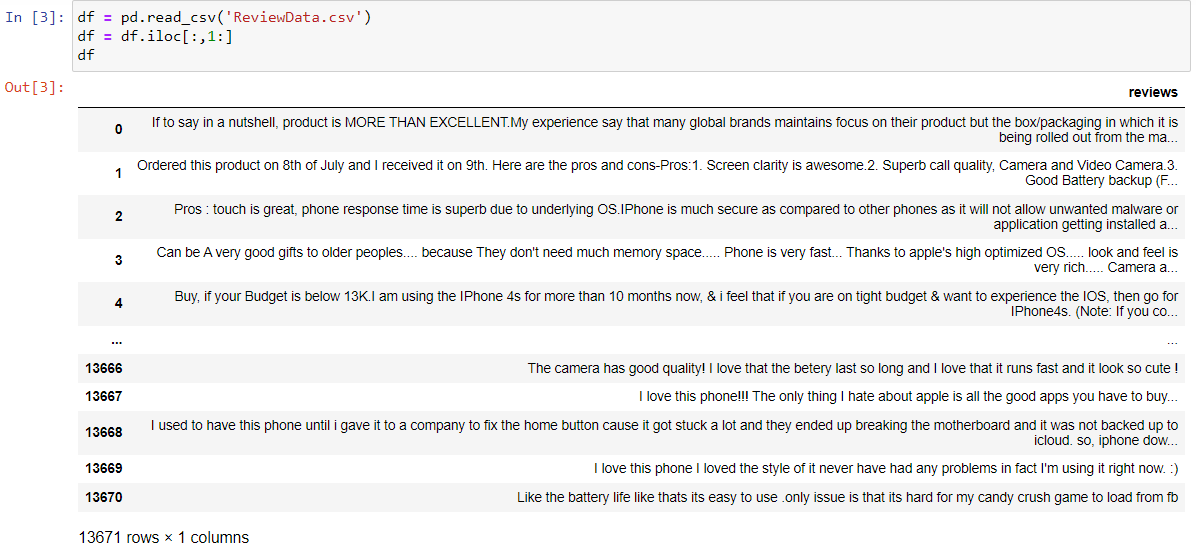 In [3]: df = pd.read_csv('ReviewData.csv')
df = df.iloc[:,1:]
df
Out[3]:
reviews
0 If to say in a nutshell, product is MORE THAN EXCELLENT.My experience say that many global brands maintains focus on their product but the box/packaging in which it is
being rolled out from the ma...
1 Ordered this product on 8th of July and I received it on 9th. Here are the pros and cons-Pros:1. Screen clarity is awesome.2. Superb call quality, Camera and Video Camera.3.
Good Battery backup (F...
2 Pros : touch is great, phone response time is superb due to underlying OS.IPhone is much secure as compared to other phones as it will not allow unwanted malware or
application getting installed a...
3 Can be A very good gifts to older peoples.... because They don't need much memory space..... Phone is very fast... Thanks to apple's high optimized OS..... look and feel is
very rich..... Camera a...
4 Buy, if your Budget is below 13K.I am using the IPhone 4s for more than 10 months now, & i feel that if you are on tight budget & want to experience the IOS, then go for
IPhone4s. (Note: If you co...
... ...
13666 The camera has good quality! I love that the betery last so long and I love that it runs fast and it look so cute !
13667 I love this phone!!! The only thing I hate about apple is all the good apps you have to buy...
13668 I used to have this phone until i gave it to a company to fix the home button cause it got stuck a lot and they ended up breaking the motherboard and it was not backed up to
icloud. so, iphone dow...
13669 I love this phone I loved the style of it never have had any problems in fact I'm using it right now. :)
13670 Like the battery life like thats its easy to use .only issue is that its hard for my candy crush game to load from fb
13671 rows × 1 columns